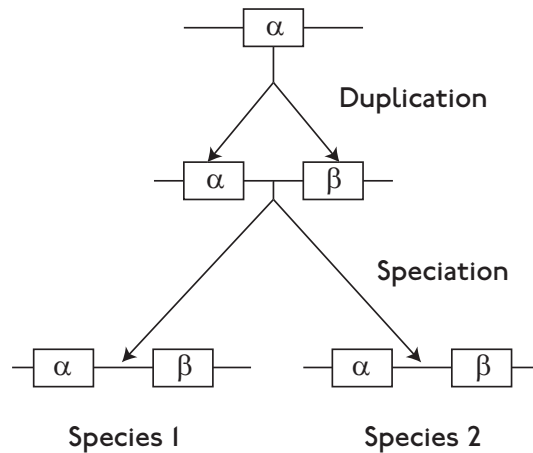 α
Duplication
α β
Speciation
α β α β
Species 1 Species 2